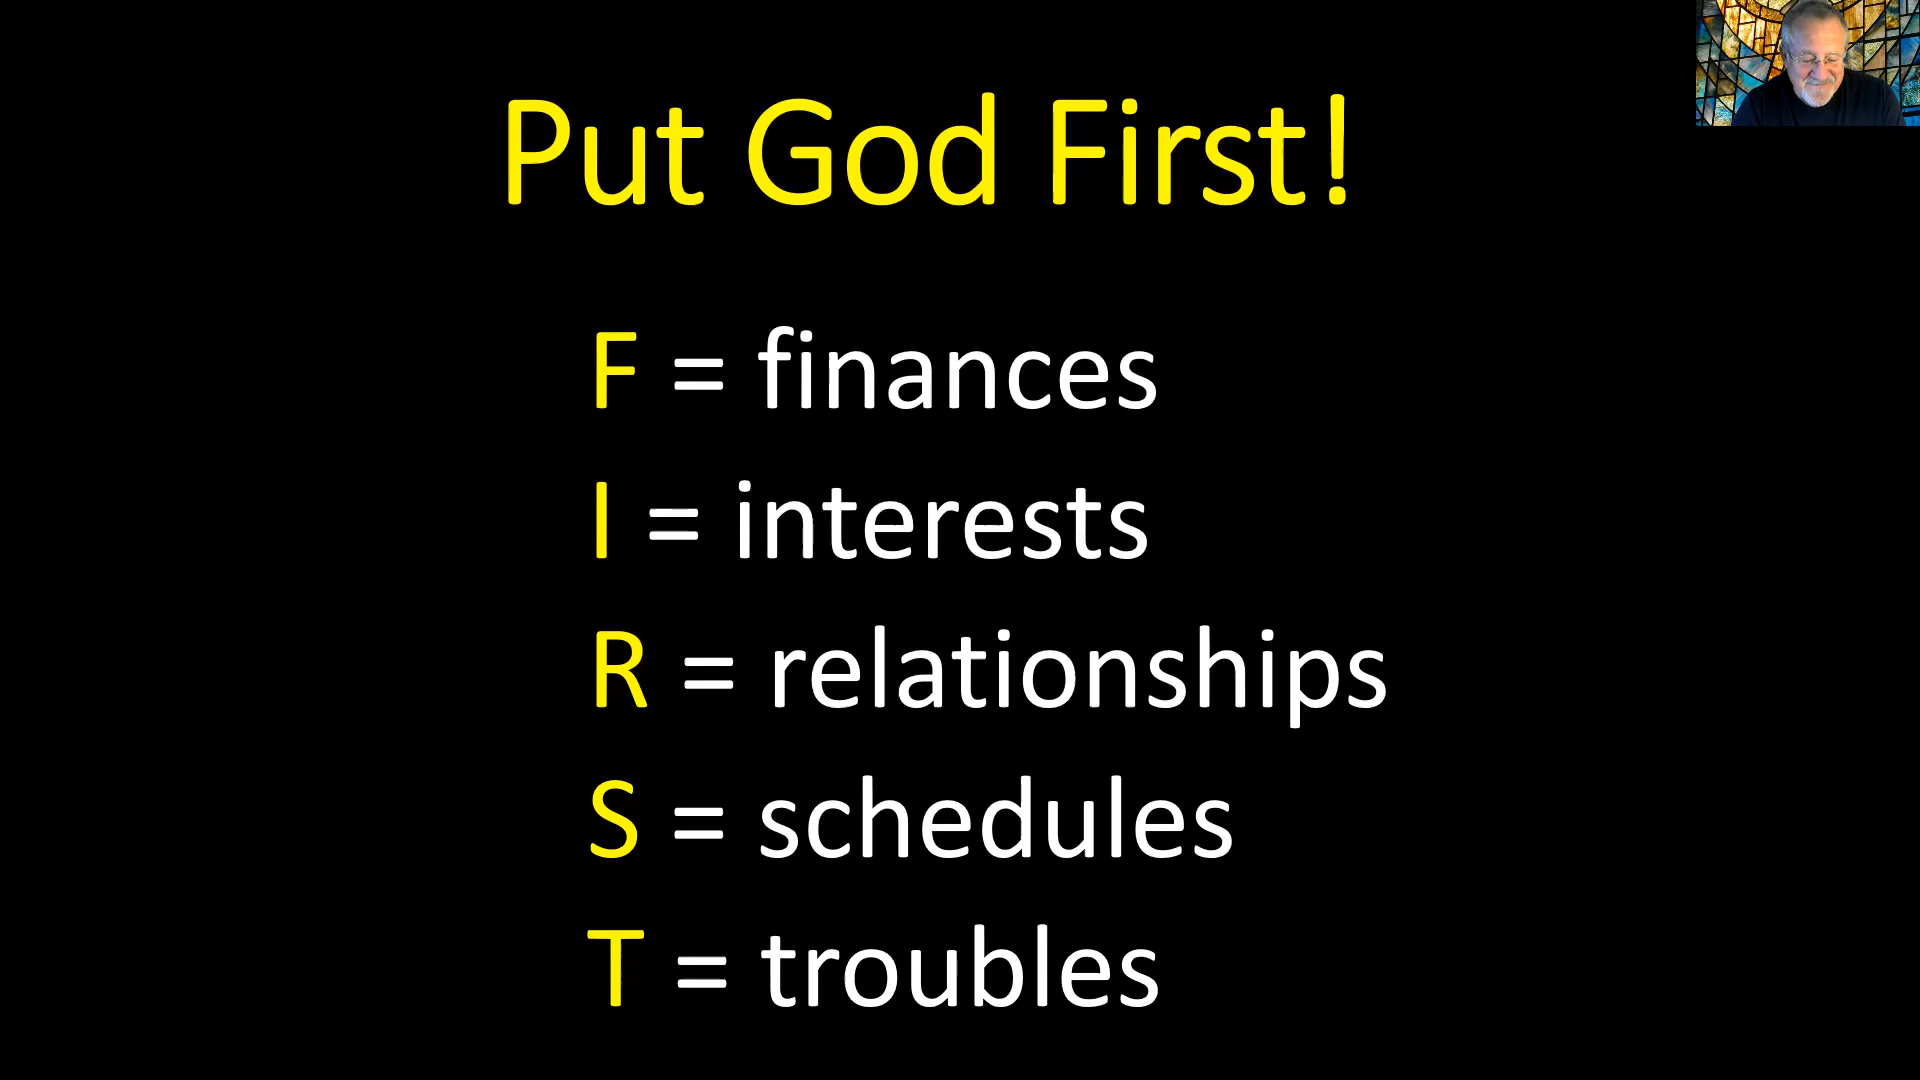 Put God First!
F = finances
I = interests
R = relationships
S = schedules
T = troubles